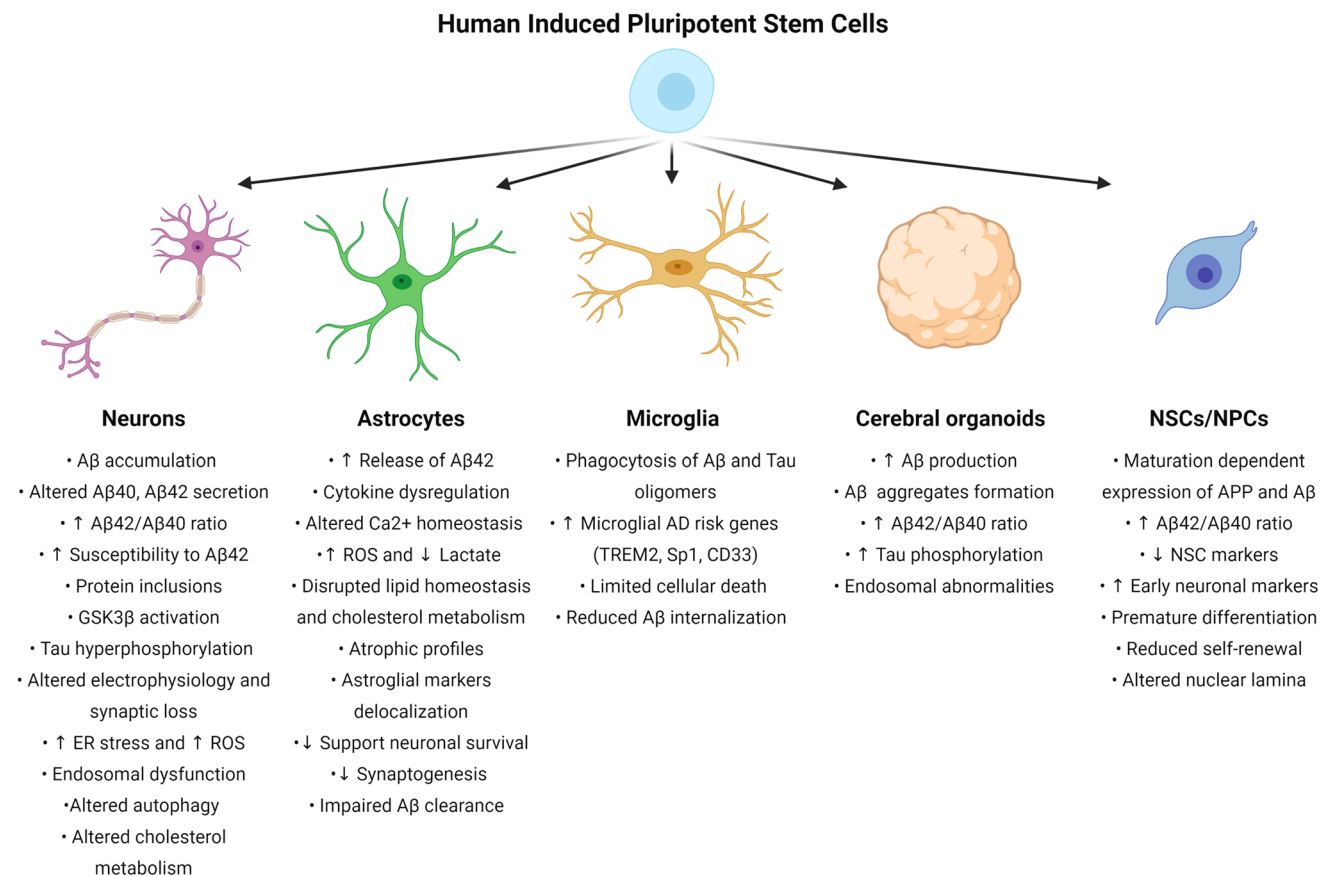 Human Induced Pluripotent Stem Cells
Neurons
• Aβ accumulation
• Altered Aβ40, Aβ42 secretion
• ↑ Aβ42/Aβ40 ratio
• ↑ Susceptibility to Aβ42
• Protein inclusions
• GSK3β activation
• Tau hyperphosphorylation
• Altered electrophysiology and
synaptic loss
• ↑ ER stress and ↑ ROS
• Endosomal dysfunction
•Altered autophagy
• Altered cholesterol
metabolism
Astrocytes
• ↑ Release of Aβ42
• Cytokine dysregulation
• Altered Ca2+ homeostasis
•↑ ROS and ↓ Lactate
• Disrupted lipid homeostasis
and cholesterol metabolism
• Atrophic profiles
• Astroglial markers
delocalization
•↓ Support neuronal survival
•↓ Synaptogenesis
• Impaired Aβ clearance
Microglia
• Phagocytosis of Aβ and Tau
oligomers
• ↑ Microglial AD risk genes
(TREM2, Sp1, CD33)
• Limited cellular death
• Reduced Aβ internalization
Cerebral organoids
• ↑ Aβ production
• Aβ  aggregates formation
• ↑ Aβ42/Aβ40 ratio
• ↑ Tau phosphorylation
• Endosomal abnormalities
NSCs/NPCs
• Maturation dependent
expression of APP and Aβ
• ↑ Aβ42/Aβ40 ratio
• ↓ NSC markers
• ↑ Early neuronal markers
• Premature differentiation
• Reduced self-renewal
• Altered nuclear lamina